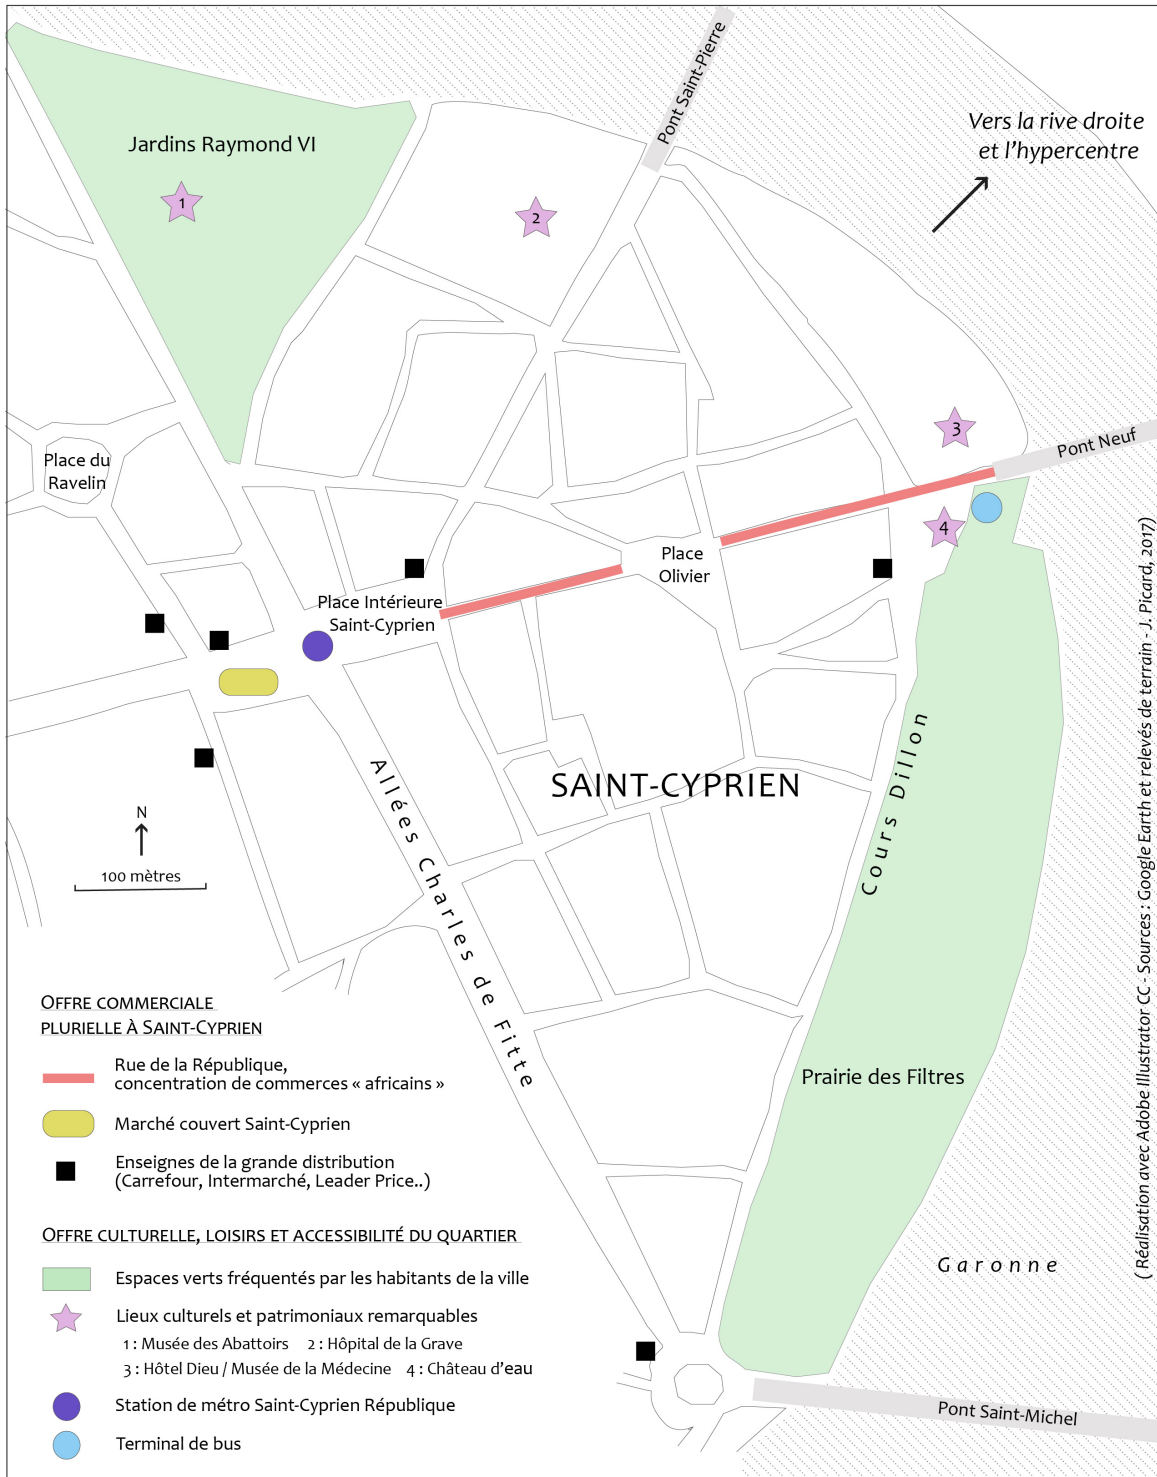 Pont Saint-Pierre
Vers la rive droite
et l'hypercentre
Jardins Raymond VI
1
2
3
Pont Neuf
4
Place du
Ravelin
Place
Olivier
Place Intérieure
Saint-Cyprien
SAINT-CYPRIEN
Allées Charles de Fitte
Cours Dillon
N
100 mètres
Prairie des Filtres
Garonne
Pont Saint-Michel
OFFRE COMMERCIALE
PLURIELLE À SAINT-CYPRIEN
Rue de la République,
concentration de commerces « africains »
Marché couvert Saint-Cyprien
Enseignes de la grande distribution
(Carrefour, Intermarché, Leader Price..)
OFFRE CULTURELLE, LOISIRS ET ACCESSIBILITÉ DU QUARTIER
Espaces verts fréquentés par les habitants de la ville
Lieux culturels et patrimoniaux remarquables
1 : Musée des Abattoirs 2 : Hôpital de la Grave
3 : Hôtel Dieu / Musée de la Médecine 4 : Château d'eau
Station de métro Saint-Cyprien République
Terminal de bus
( Réalisation avec Adobe Illustrator CC - Sources : Google Earth et relevés de terrain - J. Picard, 2017)